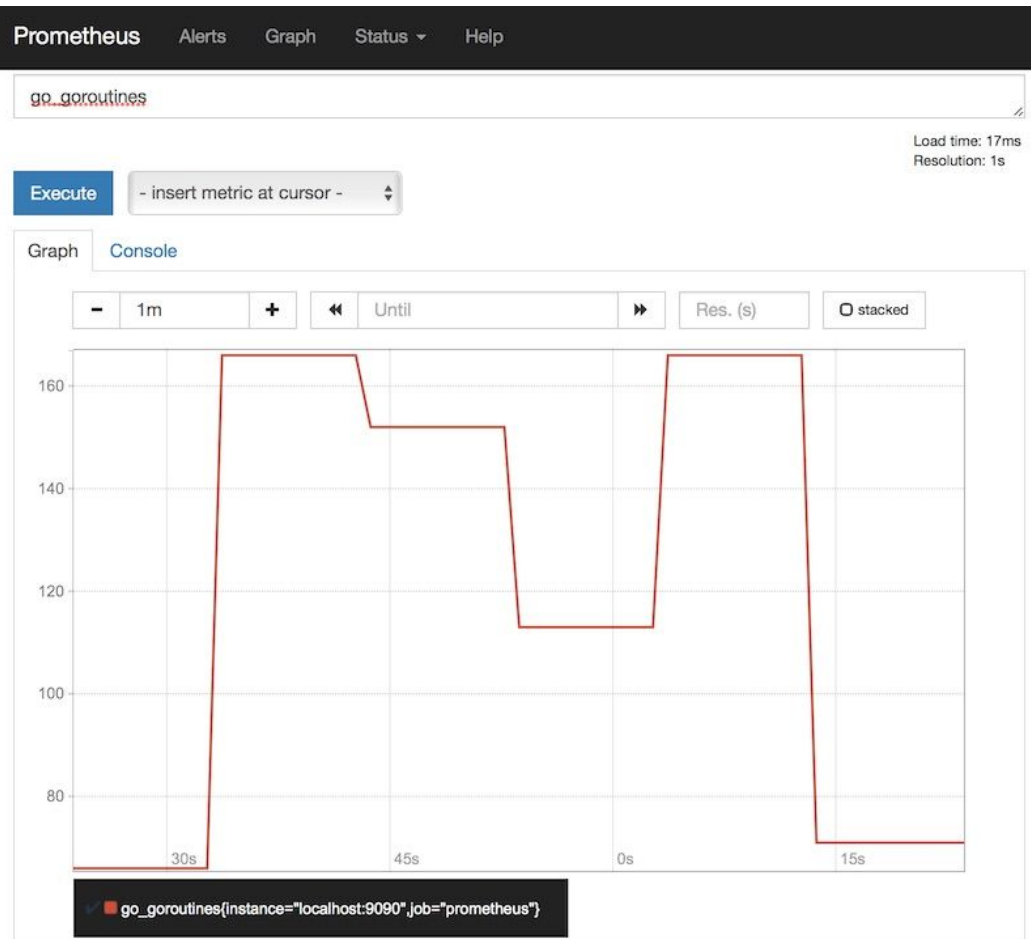 Prometheus Alerts Graph Status Help
go_goroutines
Load time: 17ms
Resolution: 1s
Execute - insert metric at cursor -
Graph Console
- 1m + Until Res. (s) stacked
160
140
120
100
80
30s 45s 0s 15s
go_goroutines{instance="localhost:9090",job="prometheus"}